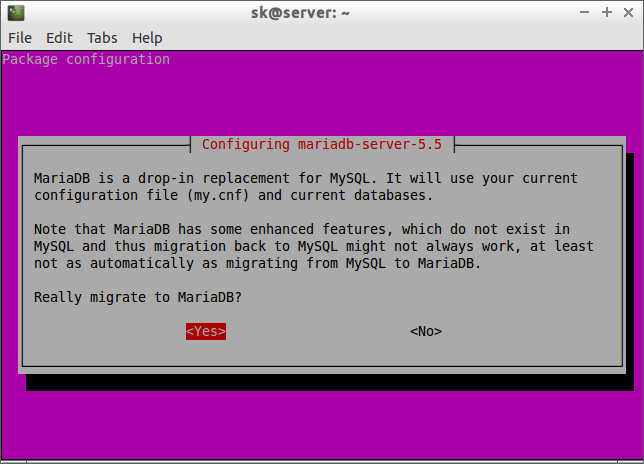 sk@server: ~
File Edit Tabs Help
Package configuration
Configuring mariadb-server-5.5
MariaDB is a drop-in replacement for MySQL. It will use your current
configuration file (my.cnf) and current databases.
Note that MariaDB has some enhanced features, which do not exist in
MySQL and thus migration back to MySQL might not always work, at least
not as automatically as migrating from MySQL to MariaDB.
Really migrate to MariaDB?
<Yes> <No>